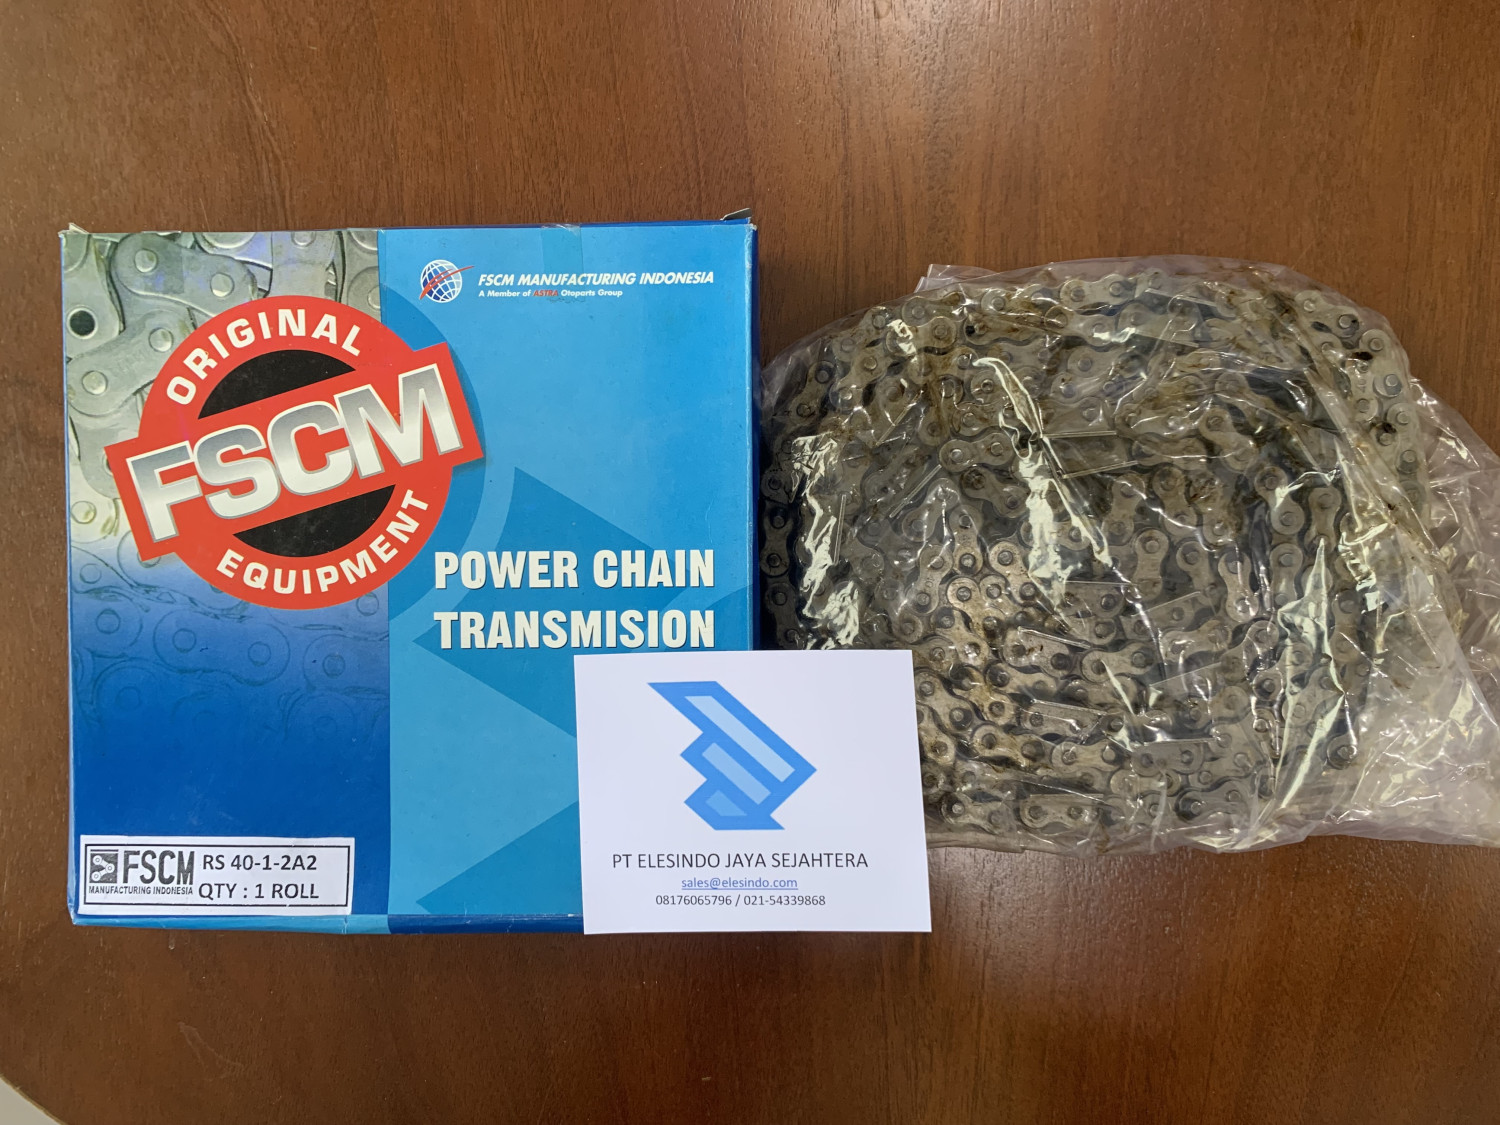 FSCM MANUFACTURING INDONESIA
A Member of ASTRA Otoparts Group
ORIGINAL
FSCM
EQUIPMENT
POWER CHAIN
TRANSMISION
FSCM
MANUFACTURING INDONESIA
RS 40-1-2A2
QTY : 1 ROLL
PT ELESINDO JAYA SEJAHTERA
sales@elesindo.com
08176065796 / 021-54339868